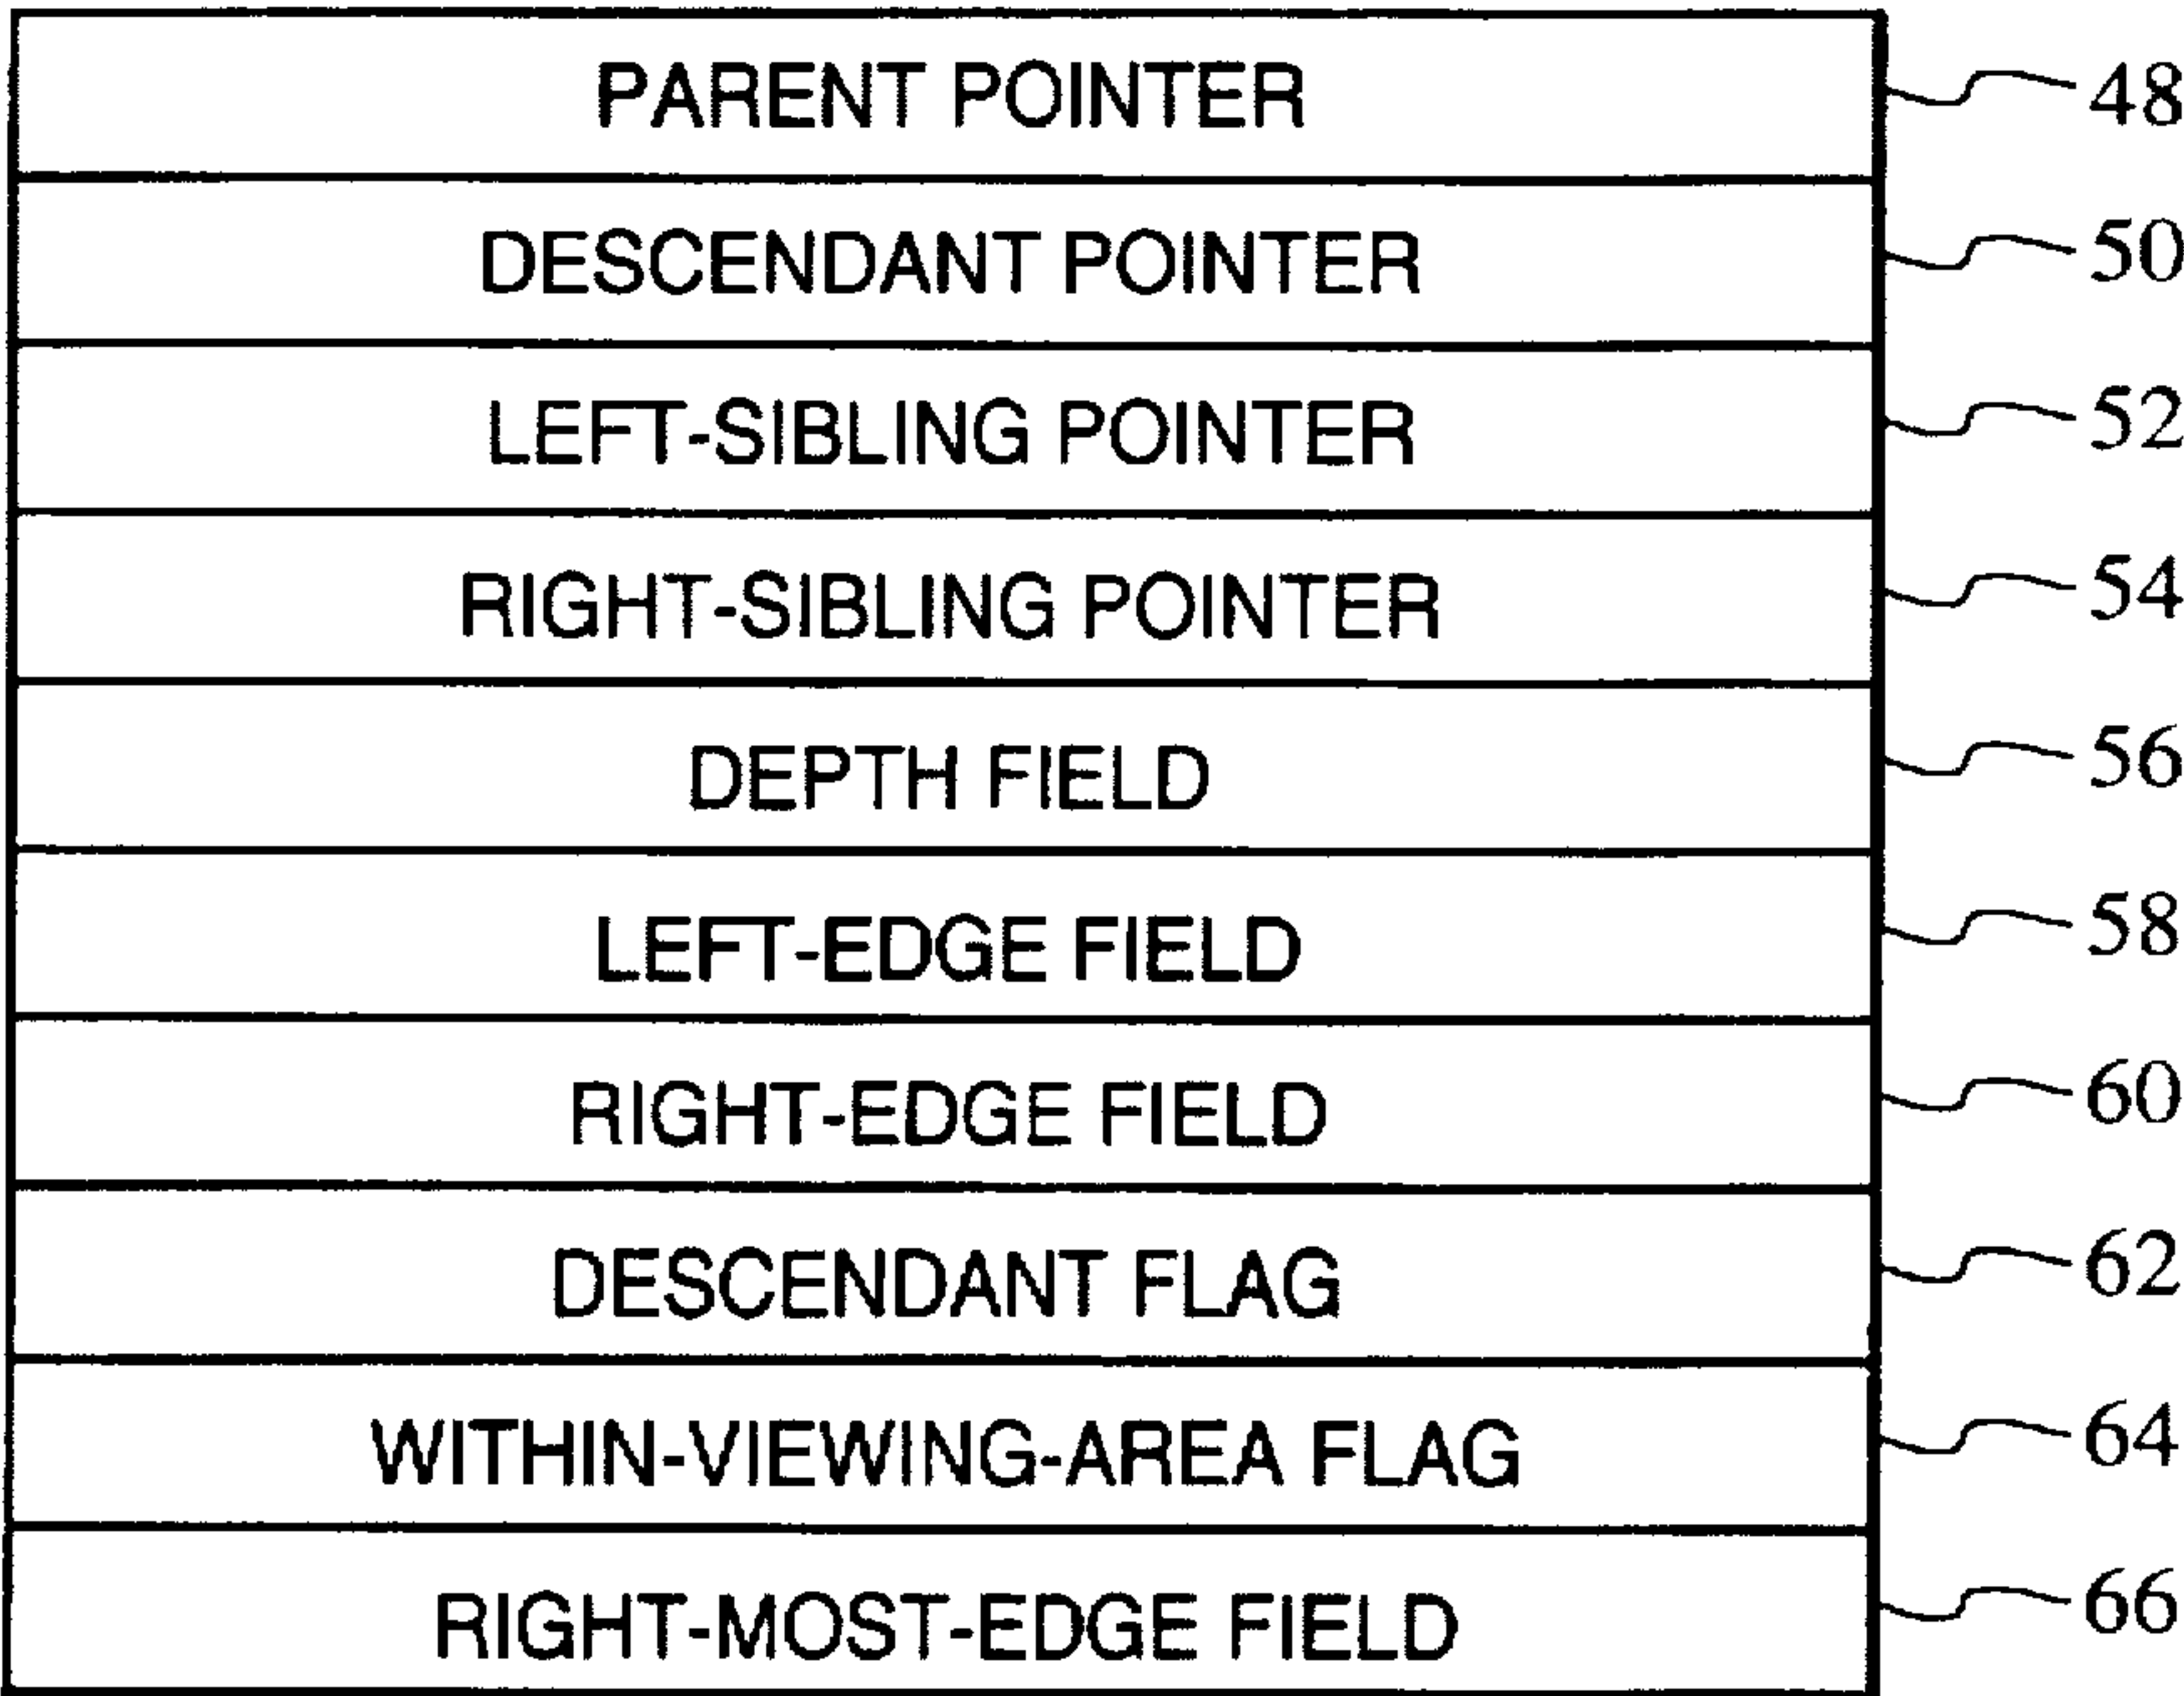 PARENT POINTER 48
DESCENDANT POINTER 50
LEFT-SIBLING POINTER 52
RIGHT-SIBLING POINTER 54
DEPTH FIELD 56
LEFT-EDGE FIELD 58
RIGHT-EDGE FIELD 60
DESCENDANT FLAG 62
WITHIN-VIEWING-AREA FLAG 64
RIGHT-MOST-EDGE FIELD 66